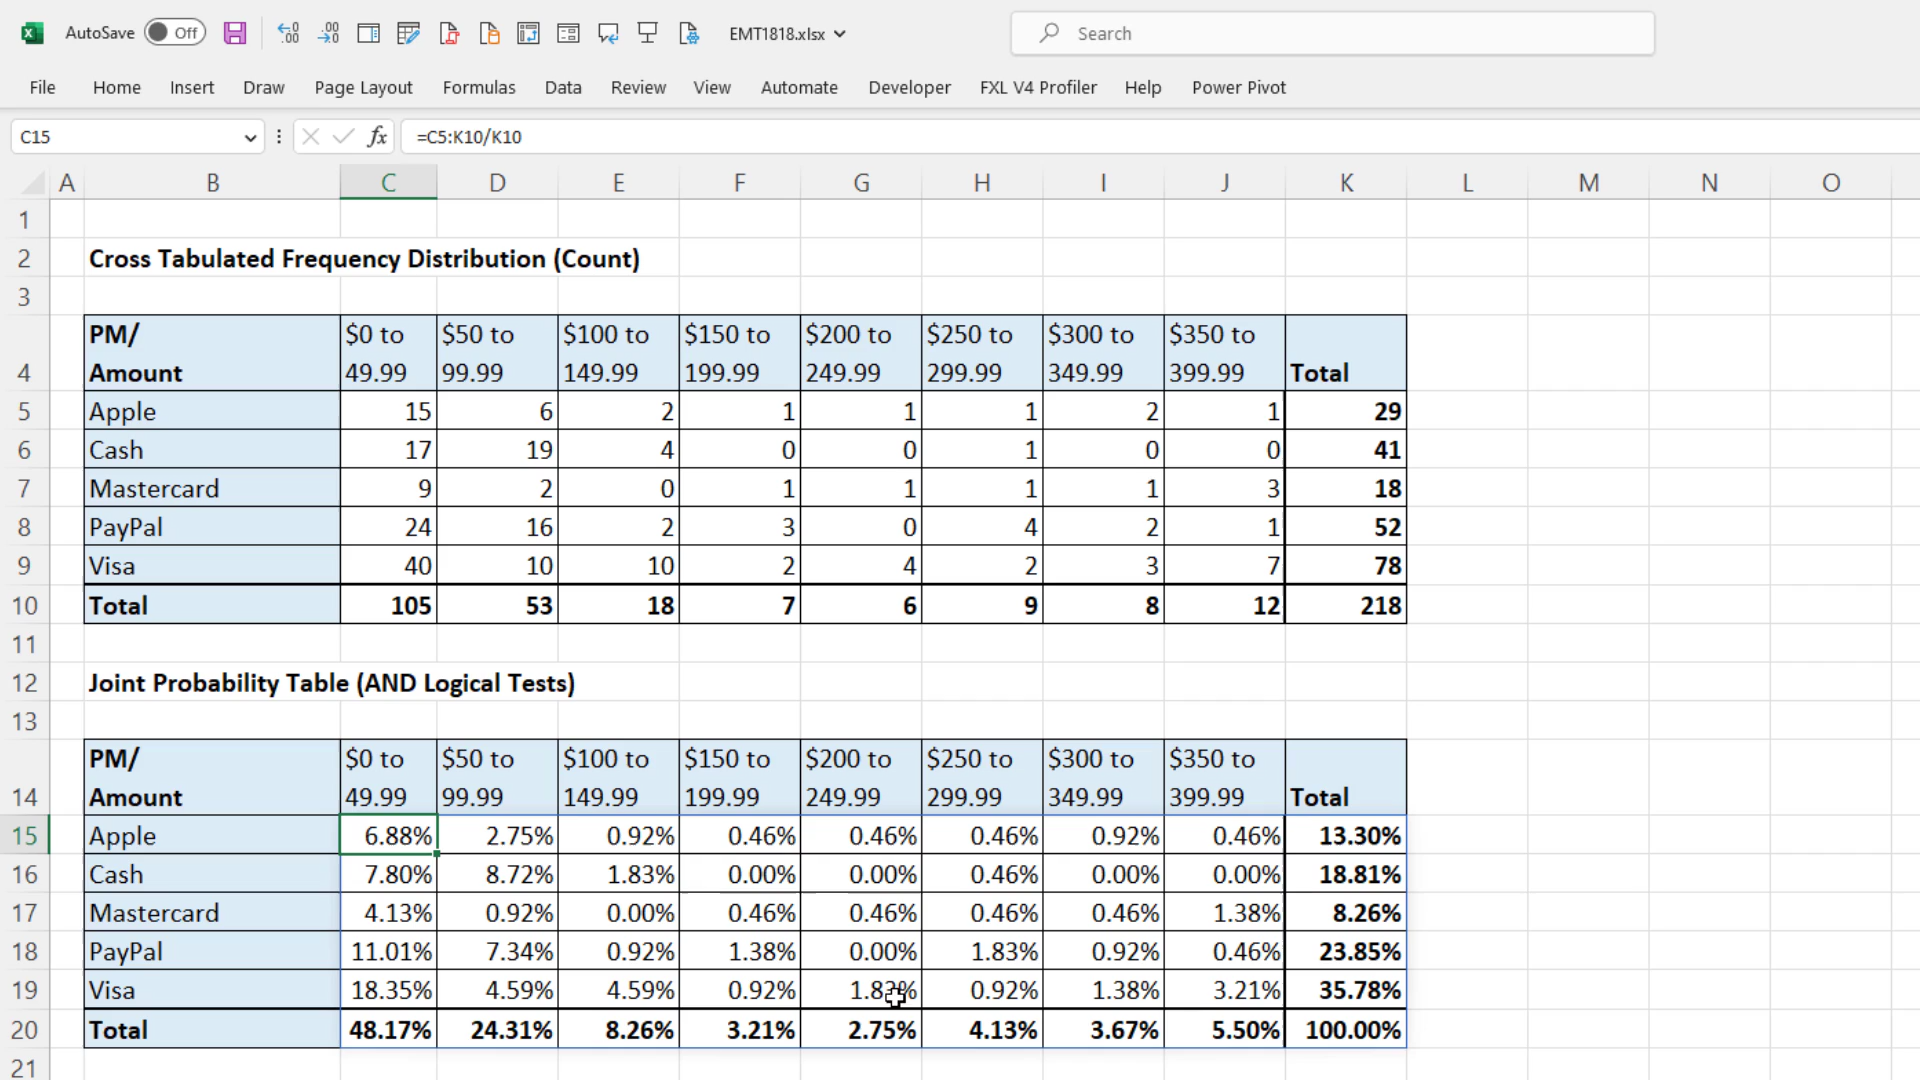 AutoSave Off EMT1818.xlsx Search
File Home Insert Draw Page Layout Formulas Data Review View Automate Developer FXL V4 Profiler Help Power Pivot
C15 fx =C5:K10/K10
A B C D E F G H I J K L M N O
1
2 Cross Tabulated Frequency Distribution (Count)
3
PM/ $0 to $50 to $100 to $150 to $200 to $250 to $300 to $350 to
4 Amount 49.99 99.99 149.99 199.99 249.99 299.99 349.99 399.99 Total
5 Apple 15 6 2 1 1 1 2 1 29
6 Cash 17 19 4 0 0 1 0 0 41
7 Mastercard 9 2 0 1 1 1 1 3 18
8 PayPal 24 16 2 3 0 4 2 1 52
9 Visa 40 10 10 2 4 2 3 7 78
10 Total 105 53 18 7 6 9 8 12 218
11
12 Joint Probability Table (AND Logical Tests)
13
PM/ $0 to $50 to $100 to $150 to $200 to $250 to $300 to $350 to
14 Amount 49.99 99.99 149.99 199.99 249.99 299.99 349.99 399.99 Total
15 Apple 6.88% 2.75% 0.92% 0.46% 0.46% 0.46% 0.92% 0.46% 13.30%
16 Cash 7.80% 8.72% 1.83% 0.00% 0.00% 0.46% 0.00% 0.00% 18.81%
17 Mastercard 4.13% 0.92% 0.00% 0.46% 0.46% 0.46% 0.46% 1.38% 8.26%
18 PayPal 11.01% 7.34% 0.92% 1.38% 0.00% 1.83% 0.92% 0.46% 23.85%
19 Visa 18.35% 4.59% 4.59% 0.92% 1.83% 0.92% 1.38% 3.21% 35.78%
20 Total 48.17% 24.31% 8.26% 3.21% 2.75% 4.13% 3.67% 5.50% 100.00%
21